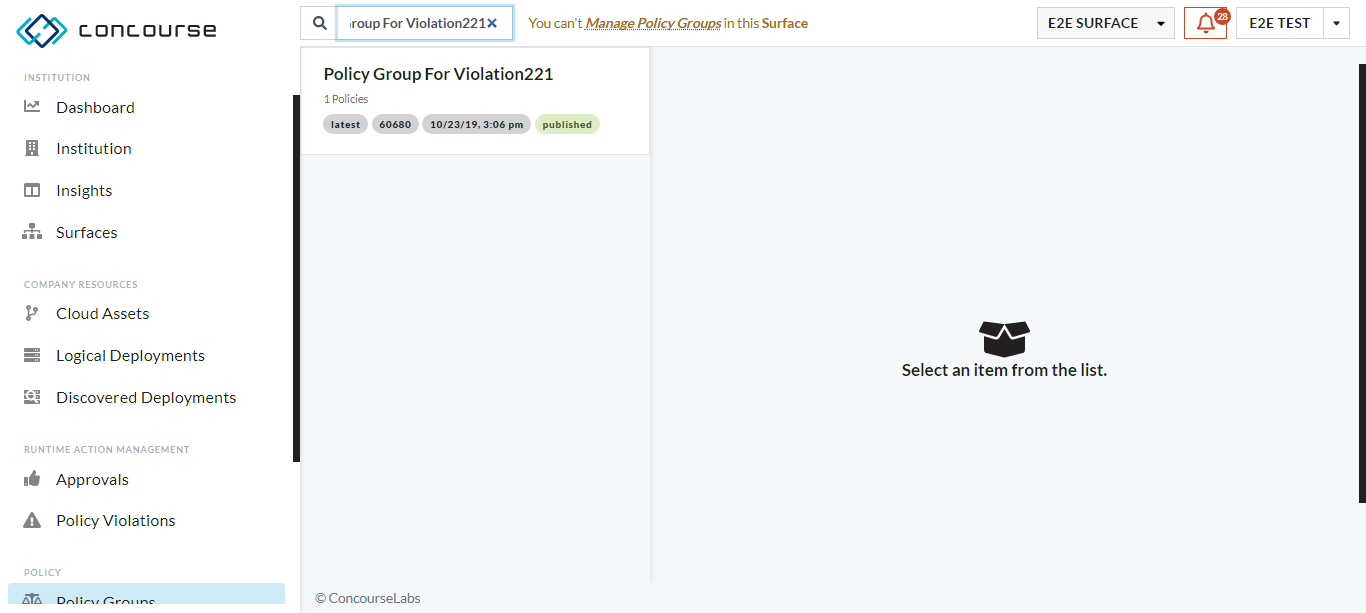 concourse
roup For Violation221
You can't Manage Policy Groups in this Surface
E2E SURFACE
28
E2E TEST
INSTITUTION
Dashboard
Institution
Insights
Surfaces
COMPANY RESOURCES
Cloud Assets
Logical Deployments
Discovered Deployments
RUNTIME ACTION MANAGEMENT
Approvals
Policy Violations
POLICY
Policy Groups
Policy Group For Violation221
1 Policies
latest 60680 10/23/19, 3:06 pm published
Select an item from the list.
© ConcourseLabs